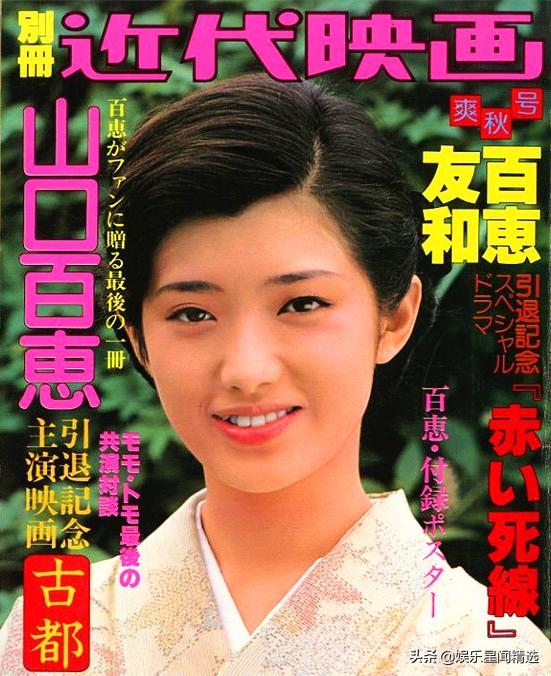 別冊
近代映画
爽秋号
百恵
友和
引退記念
スペシャル
ドラマ
『赤い死線』
百恵・付録ポスター
百恵がファンに贈る最後の一冊
山口百恵
モモ・トモ最後の
共演対談
引退記念
主演映画
古都
头条 @娱乐星闻精选